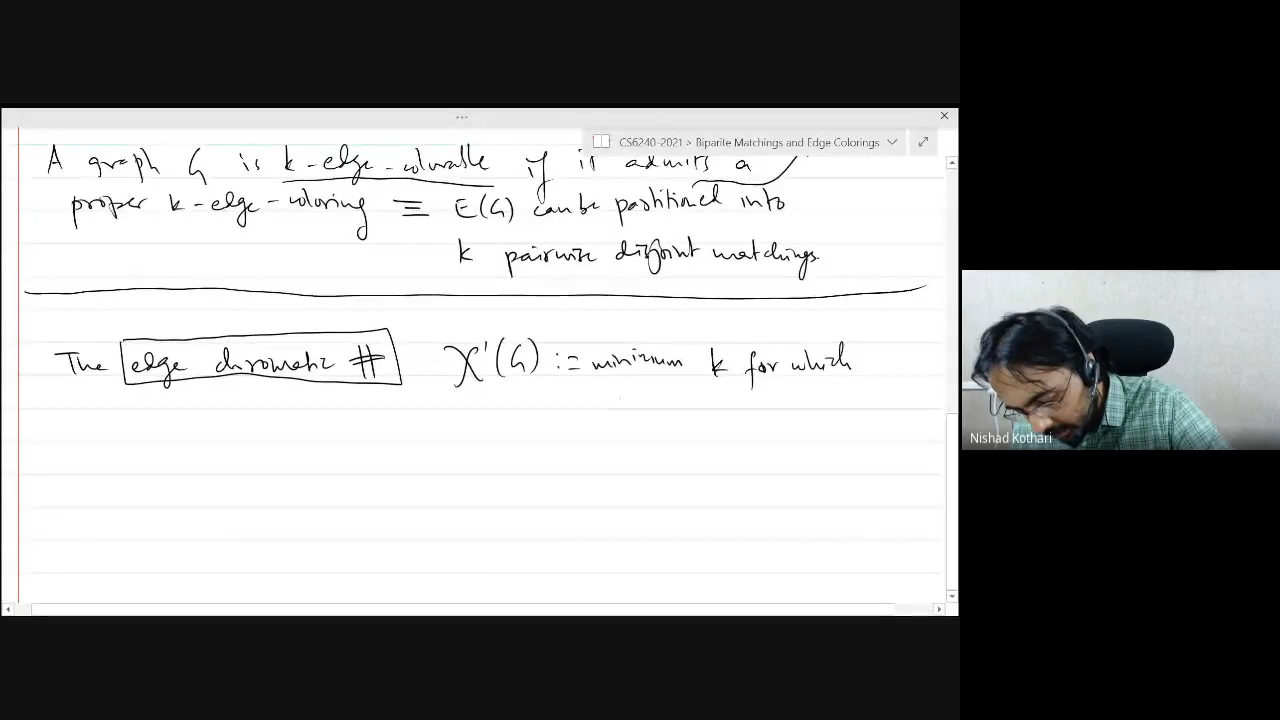 CS6240-2021 > Biparite Matchings and Edge Colorings
A graph G is k-edge-colorable if it admits a
proper k-edge-coloring ≡ E(G) can be partitioned into
k pairwise disjoint matchings.
The edge chromatic # χ'(G) := minimum k for which
Nishad Kothari